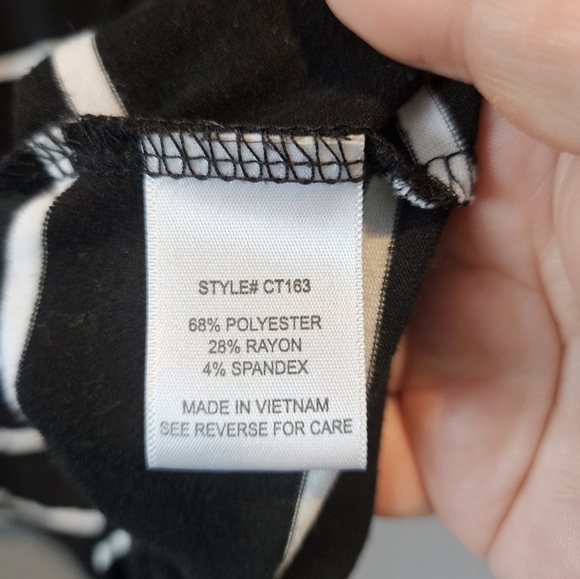 STYLE# CT163
68% POLYESTER
28% RAYON
4% SPANDEX
MADE IN VIETNAM
SEE REVERSE FOR CARE